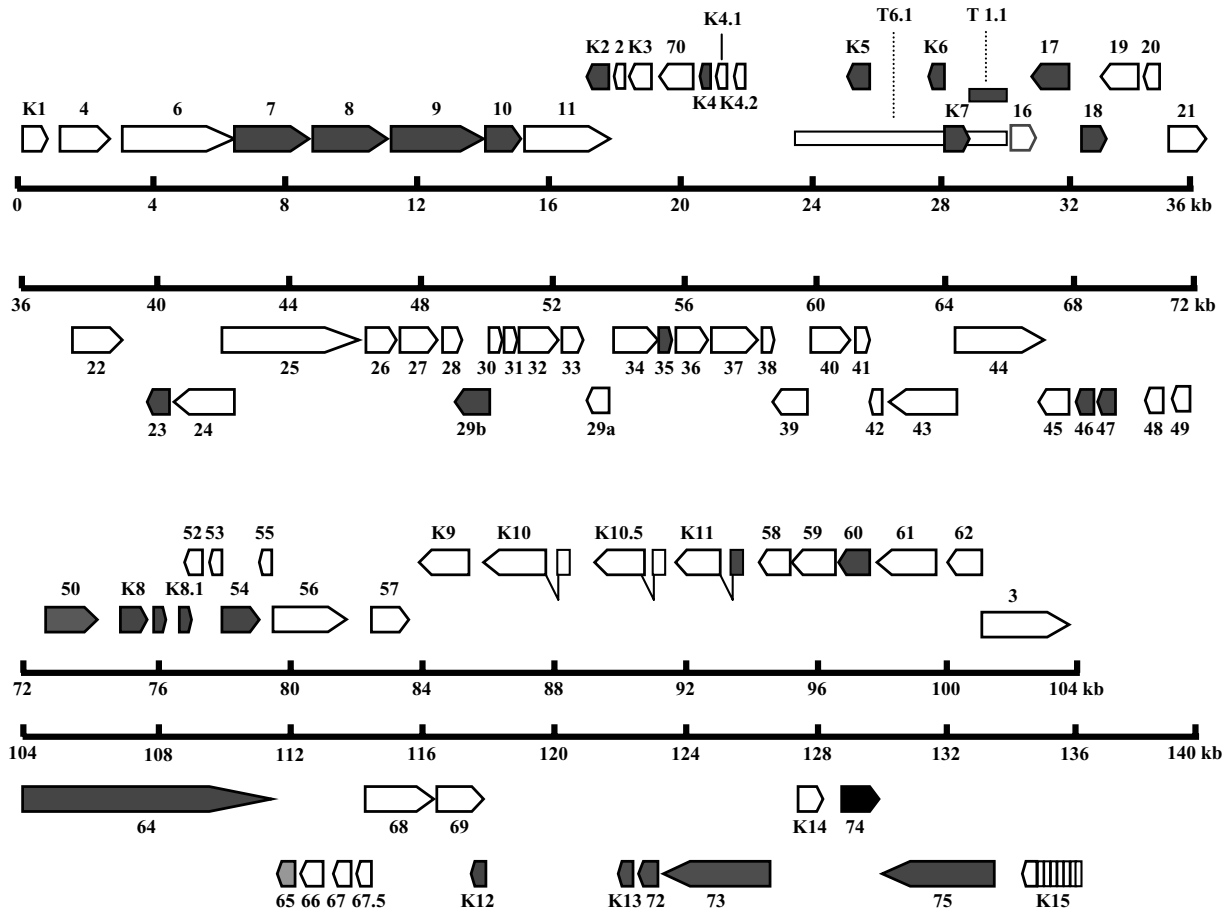 K4.1 T6.1 T 1.1
K2 2 K3 70 K5 K6 17 19 20
K4 K4.2
K1 4 6 7 8 9 10 11 K7 16 18 21
0 4 8 12 16 20 24 28 32 36 kb
36 40 44 48 52 56 60 64 68 72 kb
22 25 26 27 28 30 31 32 33 34 35 36 37 38 40 41 44
23 24 29b 29a 39 42 43 45 46 47 48 49
52 53 55 K9 K10 K10.5 K11 58 59 60 61 62
50 K8 K8.1 54 56 57 3
72 76 80 84 88 92 96 100 104 kb
104 108 112 116 120 124 128 132 136 140 kb
64 68 69 K14 74
65 66 67 67.5 K12 K13 72 73 75 K15